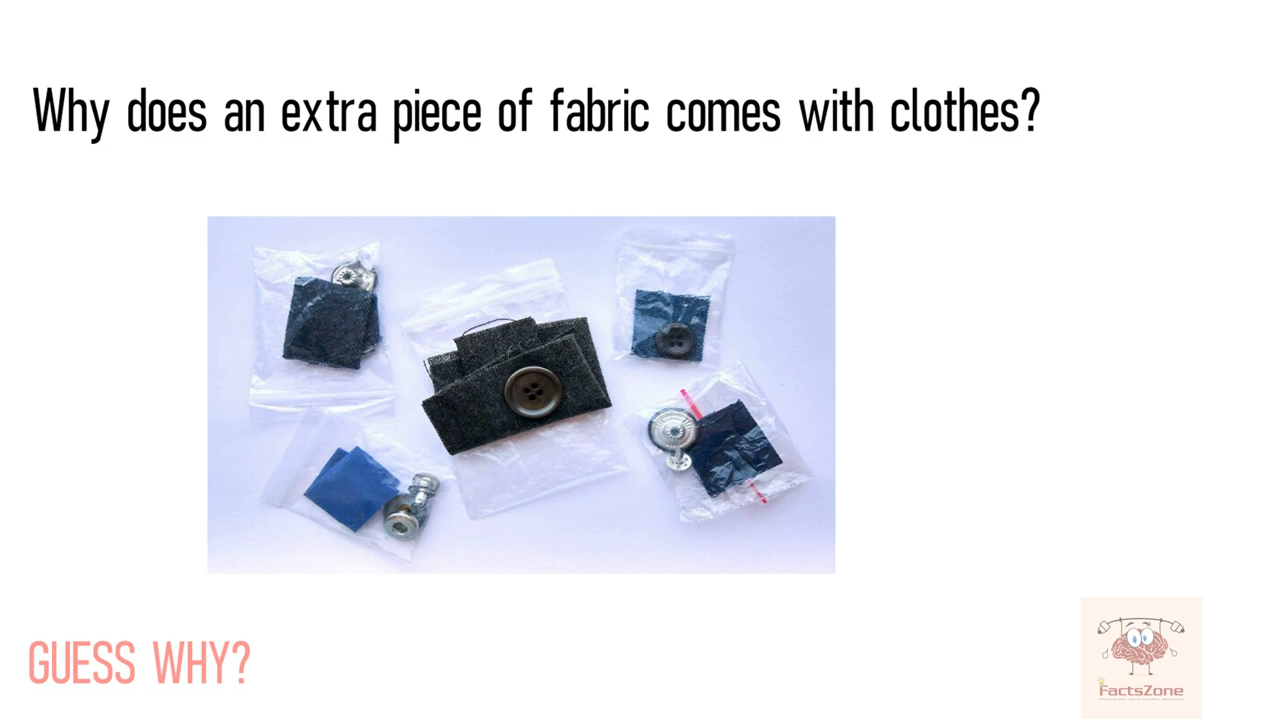 Why does an extra piece of fabric comes with clothes?
GUESS WHY?
FactsZone